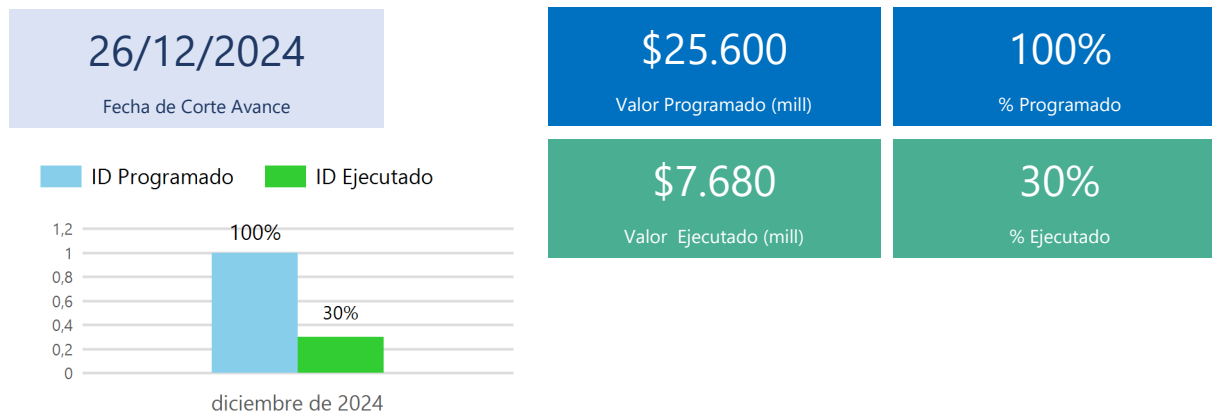 26/12/2024
Fecha de Corte Avance
$25.600
Valor Programado (mill)
100%
% Programado
$7.680
Valor  Ejecutado (mill)
30%
% Ejecutado
ID Programado
ID Ejecutado
1,2
1
0,8
0,6
0,4
0,2
0
100%
30%
diciembre de 2024